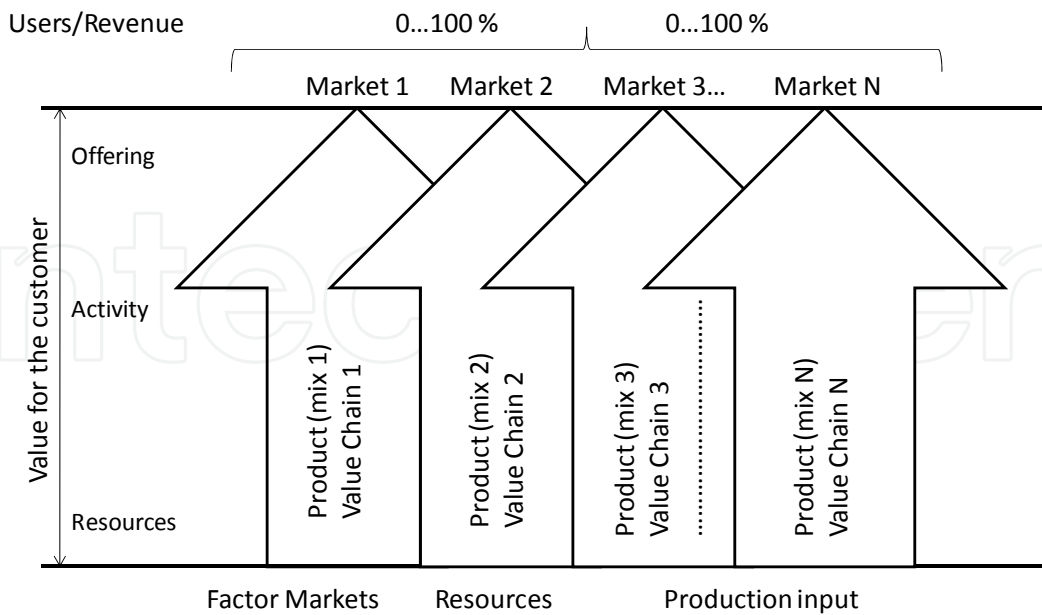 Users/Revenue 0...100 % 0...100 %
Market 1 Market 2 Market 3... Market N
Offering
Activity
Resources
Value for the customer
Product (mix 1)
Value Chain 1
Product (mix 2)
Value Chain 2
Product (mix 3)
Value Chain 3
Product (mix N)
Value Chain N
Factor Markets Resources Production input